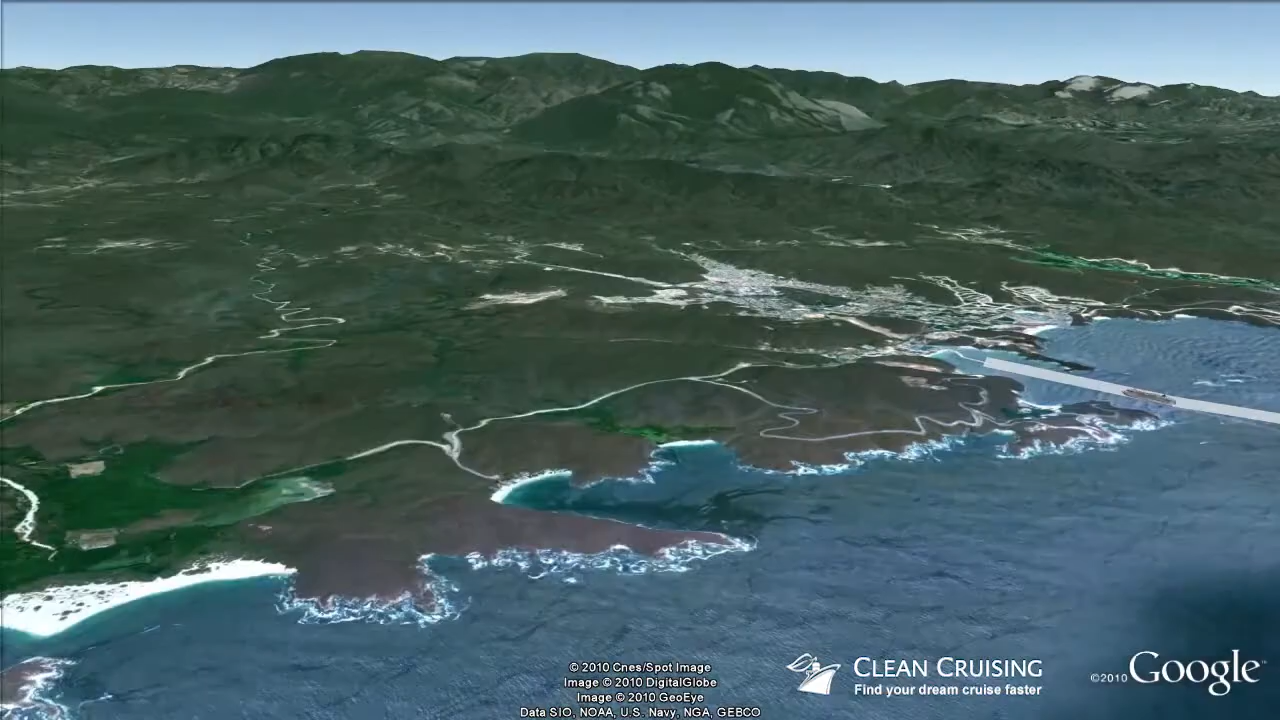 © 2010 Cnes/Spot Image
Image © 2010 DigitalGlobe
Image © 2010 GeoEye
Data SIO, NOAA, U.S. Navy, NGA, GEBCO
CLEAN CRUISING
Find your dream cruise faster
©2010 Google™